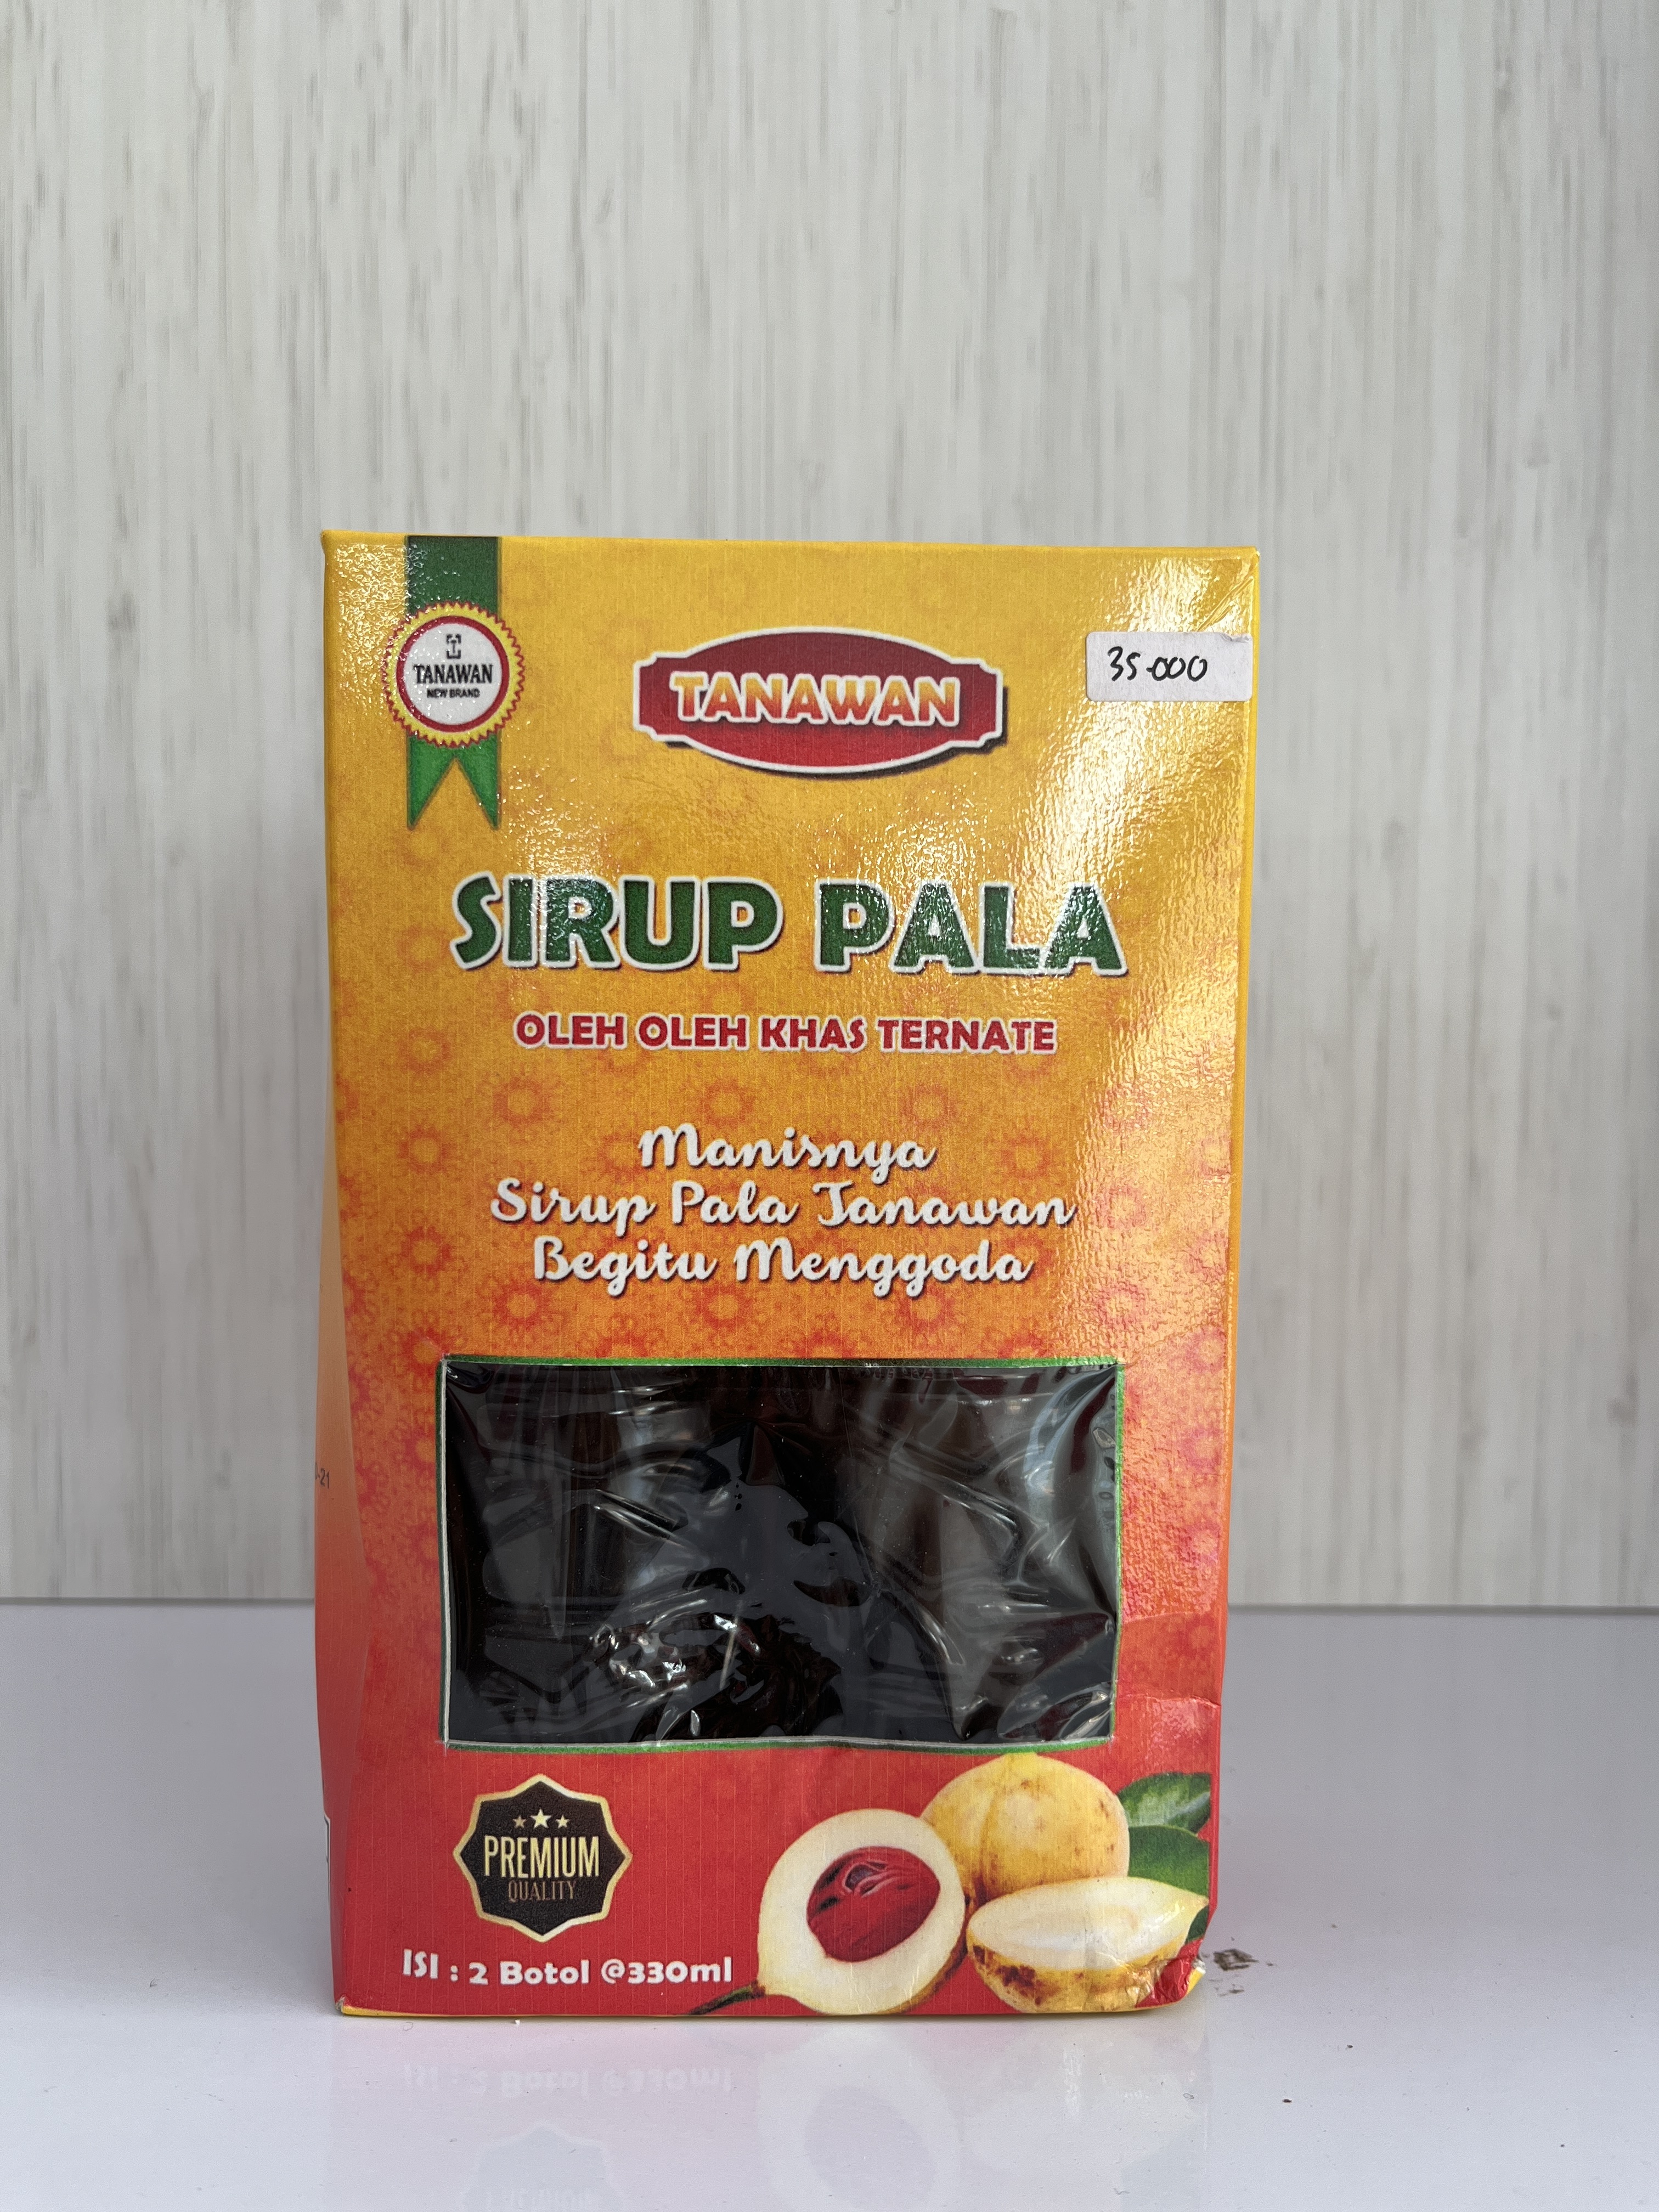 TANAWAN
NEW BRAND
TANAWAN
35.000
SIRUP PALA
OLEH OLEH KHAS TERNATE
Manisnya
Sirup Pala Tanawan
Begitu Menggoda
PREMIUM
QUALITY
ISI : 2 Botol @330ml